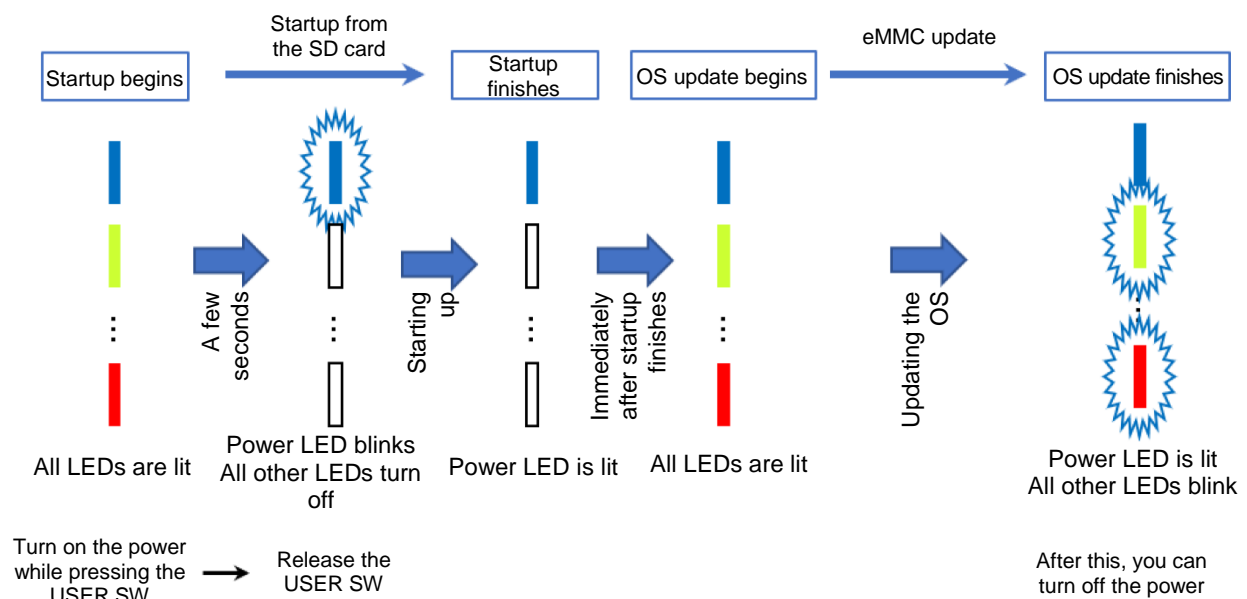 Startup from
the SD card
eMMC update
Startup begins
Startup
finishes
OS update begins
OS update finishes
A few
seconds
Starting
up
Immediately
after startup
finishes
Updating the
OS
...
...
...
...
...
All LEDs are lit
Power LED blinks
All other LEDs turn
off
Power LED is lit
All LEDs are lit
Power LED is lit
All other LEDs blink
Turn on the power
while pressing the
USER SW
Release the
USER SW
After this, you can
turn off the power